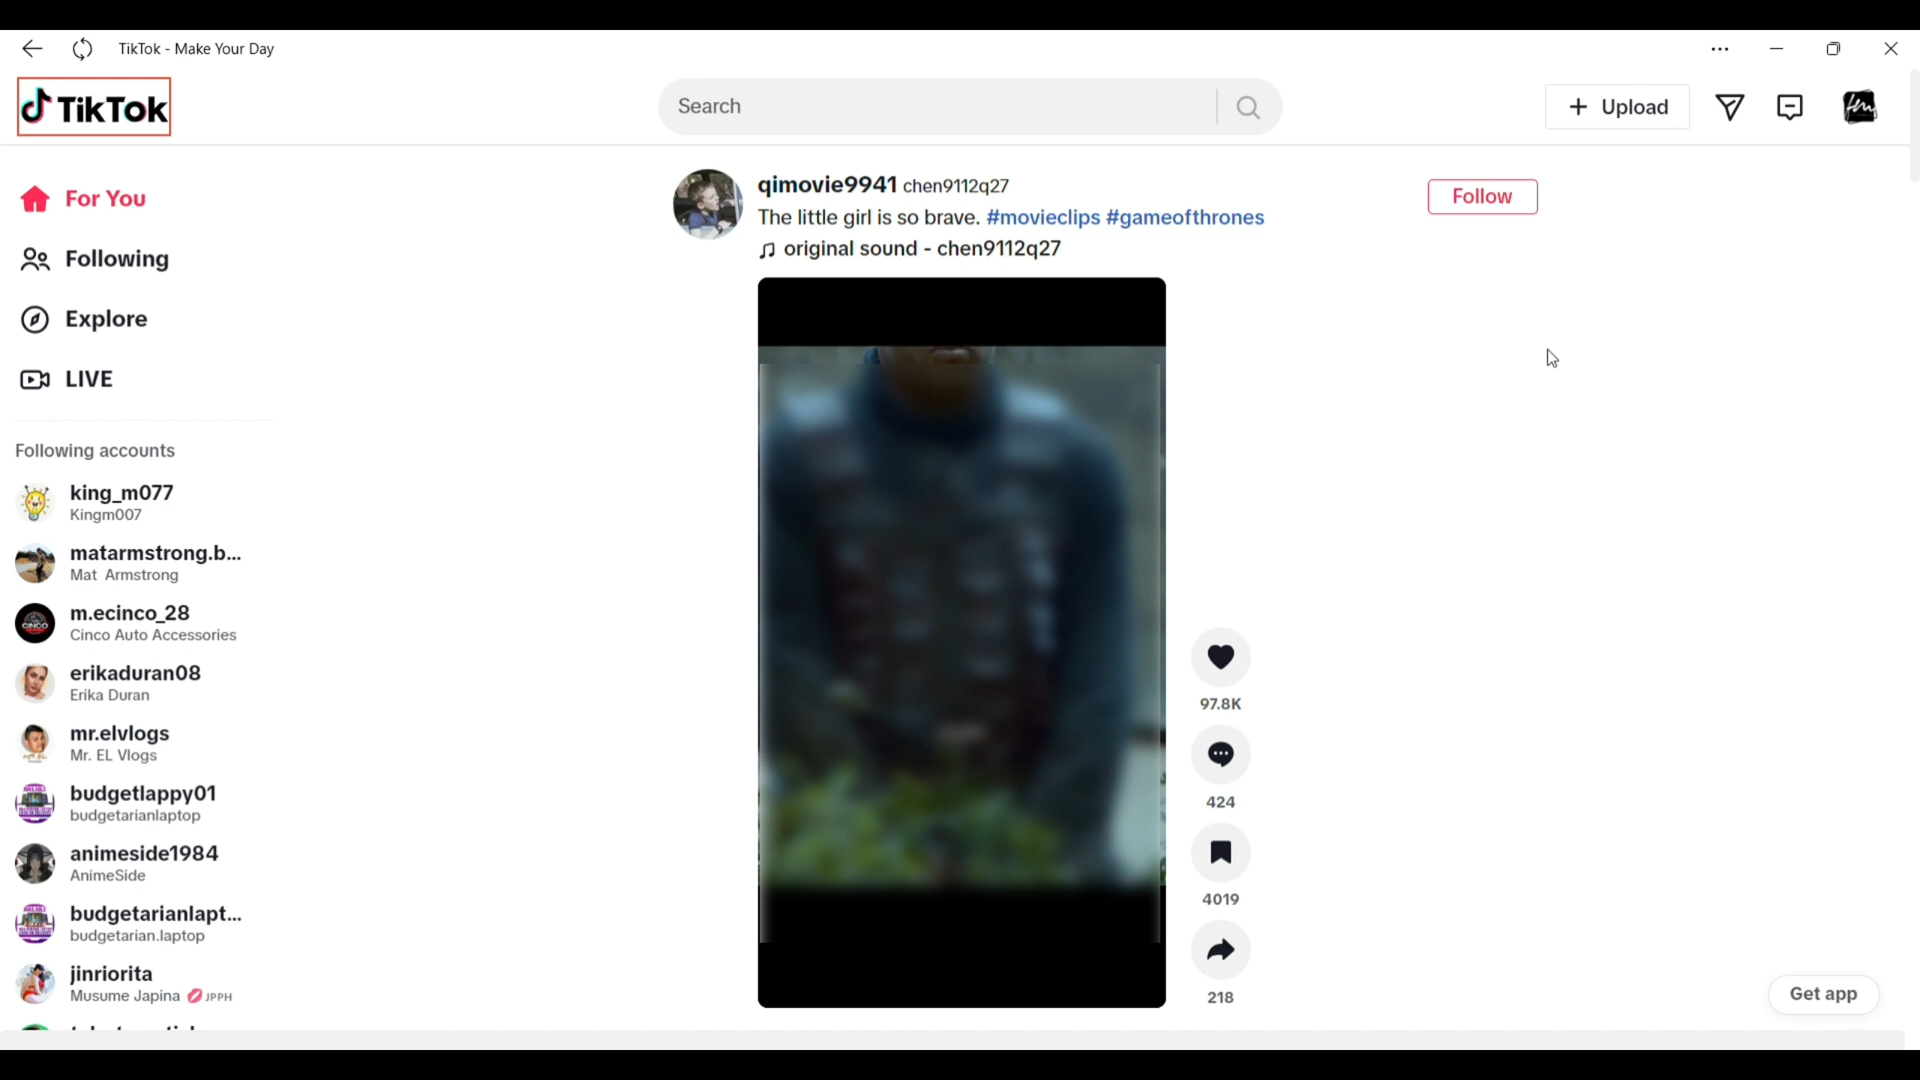 TikTok - Make Your Day
TikTok
Search
Upload
For You
Following
Explore
LIVE
Following accounts
king_m077
Kingm007
matarmstrong.b...
Mat Armstrong
m.ecinco_28
Cinco Auto Accessories
erikaduran08
Erika Duran
mr.elvlogs
Mr. EL Vlogs
budgetlappy01
budgetarianlaptop
animeside1984
AnimeSide
budgetarianlapt...
budgetarian.laptop
jinriorita
Musume Japina 💋 JPPH
qimovie9941 chen9112q27
The little girl is so brave. #movieclips #gameofthrones
original sound - chen9112q27
Follow
97.8K
424
4019
218
Get app